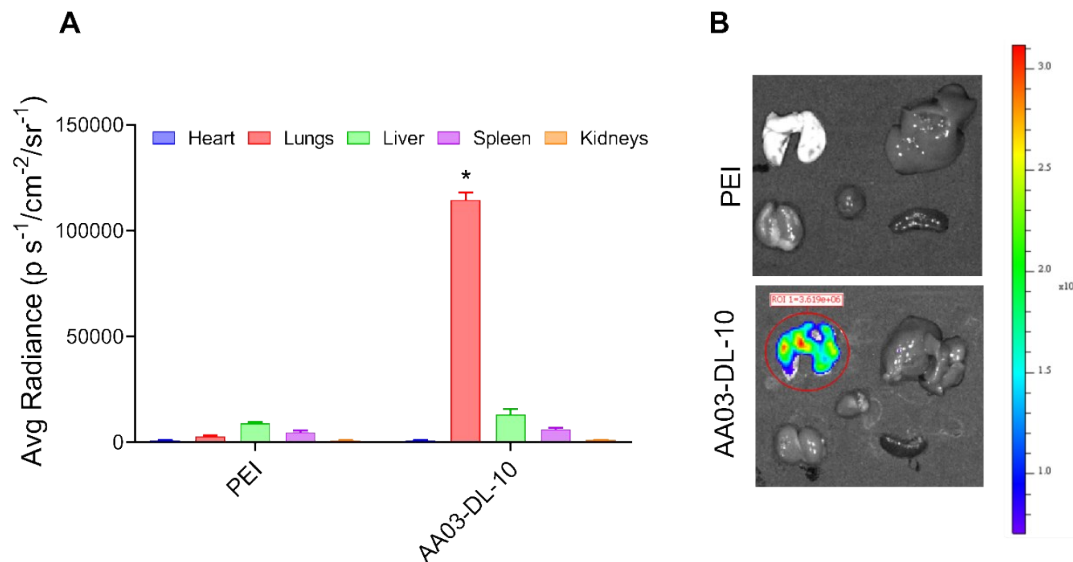 A
Avg Radiance (p s⁻¹/cm⁻²/sr⁻¹)
150000
100000
50000
0
Heart Lungs Liver Spleen Kidneys
*
PEI
AA03-DL-10
B
PEI
AA03-DL-10
ROI 1=3.619e+06
3.0
2.5
2.0
x10
1.5
1.0